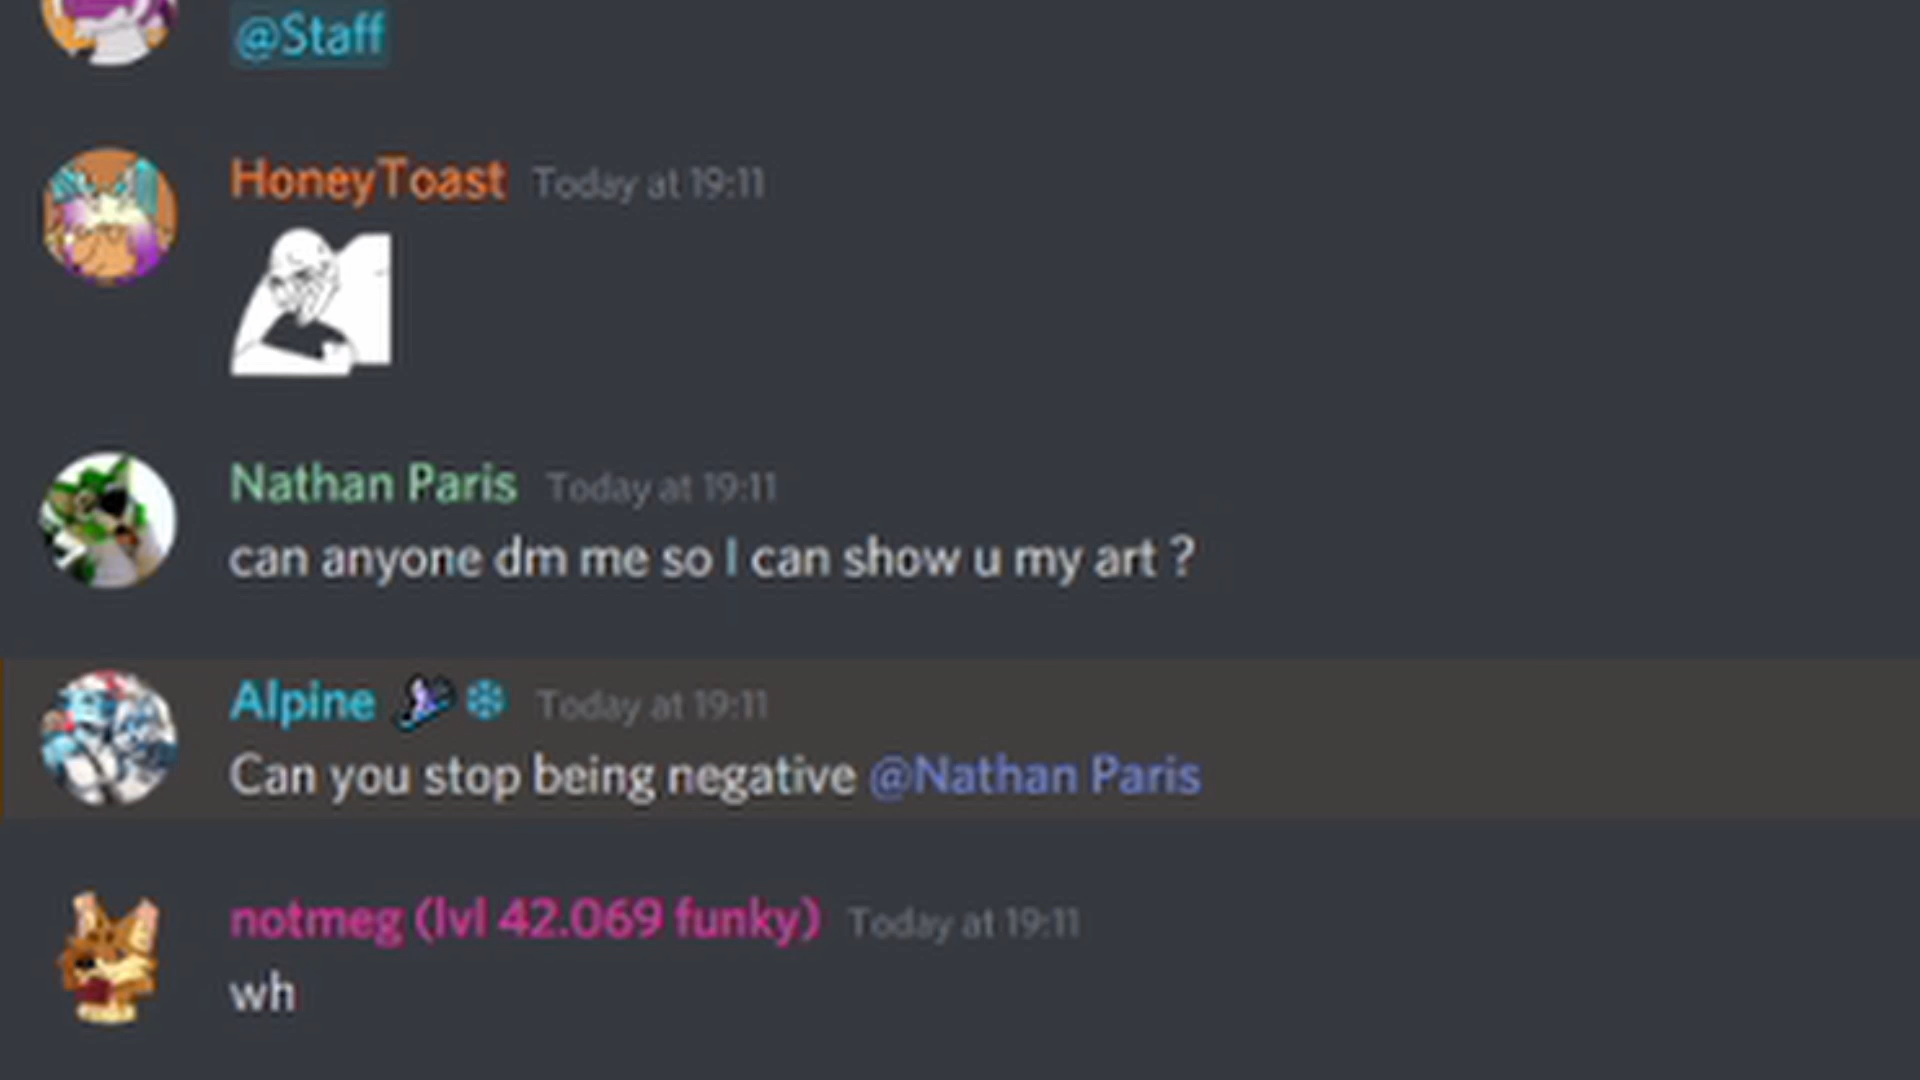 @Staff
HoneyToast Today at 19:11
Nathan Paris Today at 19:11
can anyone dm me so I can show u my art ?
Alpine Today at 19:11
Can you stop being negative @Nathan Paris
notmeg (lvl 42.069 funky) Today at 19:11
wh